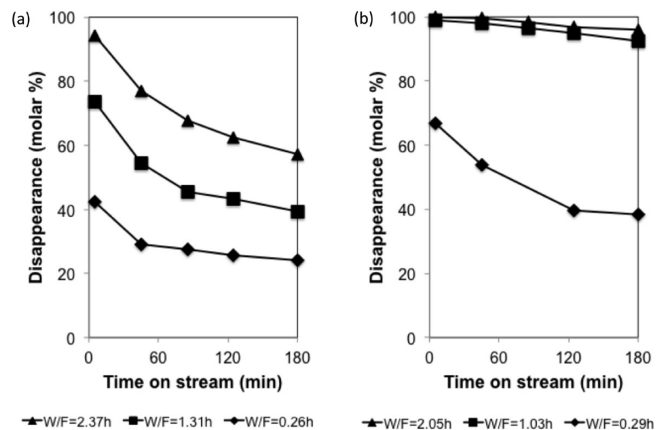 (a)
100
80
60
40
20
0
Disappearance (molar %)
0 60 120 180
Time on stream (min)
W/F=2.37h W/F=1.31h W/F=0.26h
(b)
100
80
60
40
20
0
Disappearance (molar %)
0 60 120 180
Time on stream (min)
W/F=2.05h W/F=1.03h W/F=0.29h